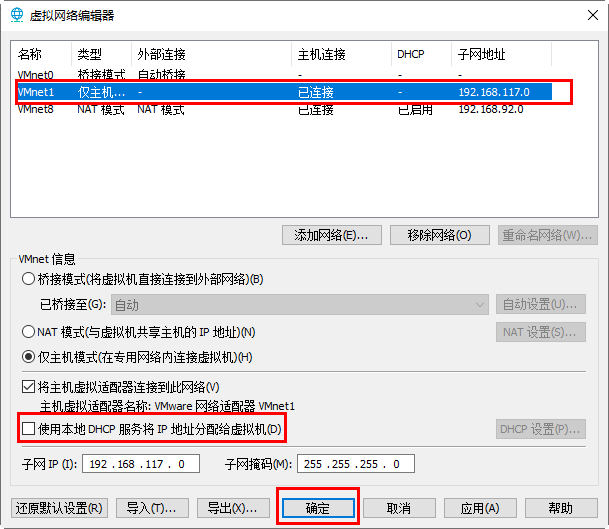 虚拟网络编辑器
名称 类型 外部连接 主机连接 DHCP 子网地址
VMnet0 桥接模式 自动桥接 - - -
VMnet1 仅主机... - 已连接 - 192.168.117.0
VMnet8 NAT 模式 NAT 模式 已连接 已启用 192.168.92.0
添加网络(E)... 移除网络(O) 重命名网络(W)...
VMnet 信息
桥接模式(将虚拟机直接连接到外部网络)(B)
已桥接至(G): 自动 自动设置(U)...
NAT 模式(与虚拟机共享主机的 IP 地址)(N) NAT 设置(S)...
仅主机模式(在专用网络内连接虚拟机)(H)
将主机虚拟适配器连接到此网络(V)
主机虚拟适配器名称: VMware 网络适配器 VMnet1
使用本地 DHCP 服务将 IP 地址分配给虚拟机(D) DHCP 设置(P)...
子网 IP (I): 192 .168 .117 . 0 子网掩码(M): 255 .255 .255 . 0
还原默认设置(R) 导入(T)... 导出(X)... 确定 取消 应用(A) 帮助